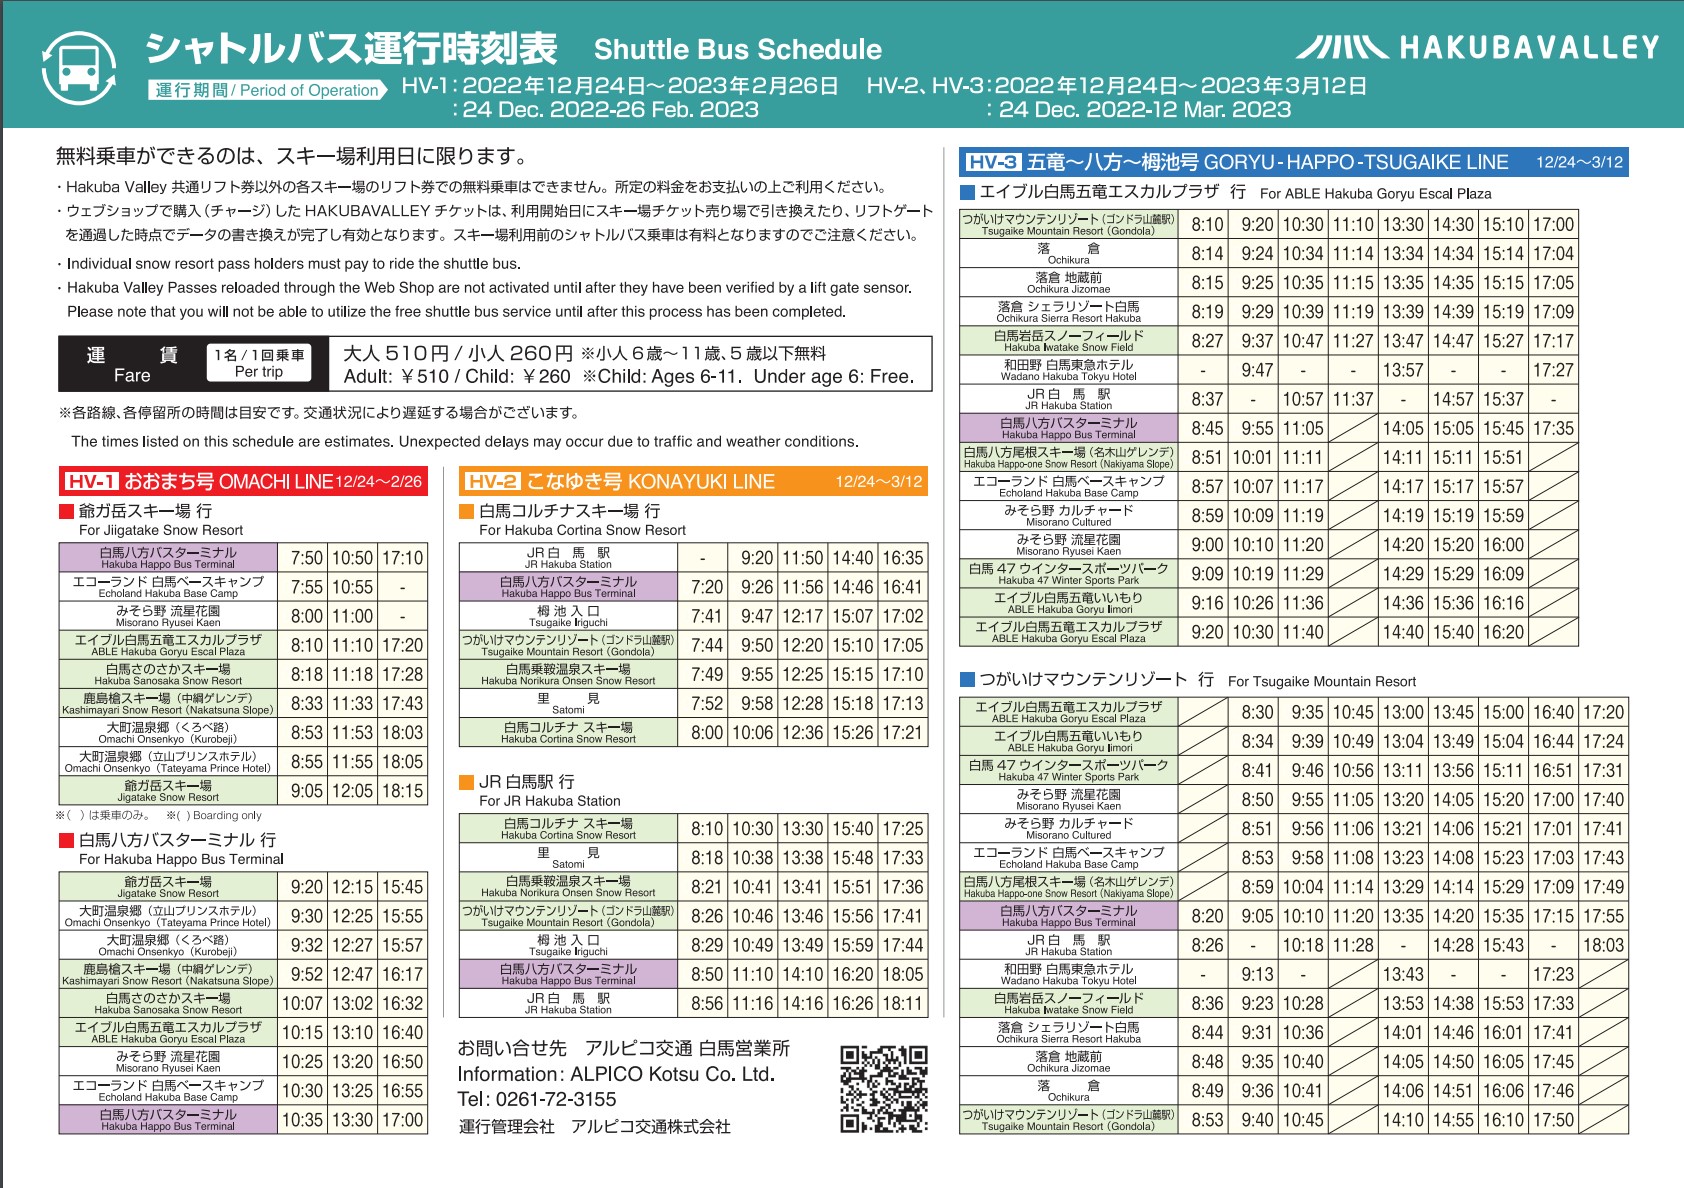 シャトルバス運行時刻表 Shuttle Bus Schedule
HAKUBAVALLEY
運行期間 / Period of Operation HV-1：2022年12月24日～2023年2月26日 HV-2、HV-3：2022年12月24日～2023年3月12日
：24 Dec. 2022-26 Feb. 2023 ：24 Dec. 2022-12 Mar. 2023
無料乗車ができるのは、スキー場利用日に限ります。
・Hakuba Valley 共通リフト券以外の各スキー場のリフト券での無料乗車はできません。所定の料金をお支払いの上ご利用ください。
・ウェブショップで購入（チャージ）した HAKUBAVALLEY チケットは、利用開始日にスキー場チケット売り場で引き換えたり、リフトゲート
を通過した時点でデータの書き換えが完了し有効となります。スキー場利用前のシャトルバス乗車は有料となりますのでご注意ください。
・Individual snow resort pass holders must pay to ride the shuttle bus.
・Hakuba Valley Passes reloaded through the Web Shop are not activated until after they have been verified by a lift gate sensor.
Please note that you will not be able to utilize the free shuttle bus service until after this process has been completed.
運 賃
Fare
1名 / 1回乗車
Per trip
大人 510円 / 小人 260円 ※小人 6歳～11歳、5歳以下無料
Adult: ￥510 / Child: ￥260 ※Child: Ages 6-11. Under age 6: Free.
※各路線、各停留所の時間は目安です。交通状況により遅延する場合がございます。
The times listed on this schedule are estimates. Unexpected delays may occur due to traffic and weather conditions.
HV-1 おおまち号 OMACHI LINE 12/24～2/26
爺ガ岳スキー場 行
For Jiigatake Snow Resort
白馬八方バスターミナル
Hakuba Happo Bus Terminal 7:50 10:50 17:10
エコーランド 白馬ベースキャンプ
Echoland Hakuba Base Camp 7:55 10:55 -
みそら野 流星花園
Misorano Ryusei Kaen 8:00 11:00 -
エイブル白馬五竜エスカルプラザ
ABLE Hakuba Goryu Escal Plaza 8:10 11:10 17:20
白馬さのさかスキー場
Hakuba Sanosaka Snow Resort 8:18 11:18 17:28
鹿島槍スキー場（中綱ゲレンデ）
Kashimayari Snow Resort (Nakatsuna Slope) 8:33 11:33 17:43
大町温泉郷（くろべ路）
Omachi Onsenkyo (Kurobeji) 8:53 11:53 18:03
大町温泉郷（立山プリンスホテル）
Omachi Onsenkyo (Tateyama Prince Hotel) 8:55 11:55 18:05
爺ガ岳スキー場
Jigatake Snow Resort 9:05 12:05 18:15
※（ ）は乗車のみ。 ※( ) Boarding only
白馬八方バスターミナル 行
For Hakuba Happo Bus Terminal
爺ガ岳スキー場
Jigatake Snow Resort 9:20 12:15 15:45
大町温泉郷（立山プリンスホテル）
Omachi Onsenkyo (Tateyama Prince Hotel) 9:30 12:25 15:55
大町温泉郷（くろべ路）
Omachi Onsenkyo (Kurobeji) 9:32 12:27 15:57
鹿島槍スキー場（中綱ゲレンデ）
Kashimayari Snow Resort (Nakatsuna Slope) 9:52 12:47 16:17
白馬さのさかスキー場
Hakuba Sanosaka Snow Resort 10:07 13:02 16:32
エイブル白馬五竜エスカルプラザ
ABLE Hakuba Goryu Escal Plaza 10:15 13:10 16:40
みそら野 流星花園
Misorano Ryusei Kaen 10:25 13:20 16:50
エコーランド 白馬ベースキャンプ
Echoland Hakuba Base Camp 10:30 13:25 16:55
白馬八方バスターミナル
Hakuba Happo Bus Terminal 10:35 13:30 17:00
HV-2 こなゆき号 KONAYUKI LINE 12/24～3/12
白馬コルチナスキー場 行
For Hakuba Cortina Snow Resort
JR 白 馬 駅
JR Hakuba Station - 9:20 11:50 14:40 16:35
白馬八方バスターミナル
Hakuba Happo Bus Terminal 7:20 9:26 11:56 14:46 16:41
栂 池 入 口
Tsugaike Iriguchi 7:41 9:47 12:17 15:07 17:02
つがいけマウンテンリゾート（ゴンドラ山麓駅）
Tsugaike Mountain Resort (Gondola) 7:44 9:50 12:20 15:10 17:05
白馬乗鞍温泉スキー場
Hakuba Norikura Onsen Snow Resort 7:49 9:55 12:25 15:15 17:10
里 見
Satomi 7:52 9:58 12:28 15:18 17:13
白馬コルチナ スキー場
Hakuba Cortina Snow Resort 8:00 10:06 12:36 15:26 17:21
JR 白馬駅 行
For JR Hakuba Station
白馬コルチナ スキー場
Hakuba Cortina Snow Resort 8:10 10:30 13:30 15:40 17:25
里 見
Satomi 8:18 10:38 13:38 15:48 17:33
白馬乗鞍温泉スキー場
Hakuba Norikura Onsen Snow Resort 8:21 10:41 13:41 15:51 17:36
つがいけマウンテンリゾート（ゴンドラ山麓駅）
Tsugaike Mountain Resort (Gondola) 8:26 10:46 13:46 15:56 17:41
栂 池 入 口
Tsugaike Iriguchi 8:29 10:49 13:49 15:59 17:44
白馬八方バスターミナル
Hakuba Happo Bus Terminal 8:50 11:10 14:10 16:20 18:05
JR 白 馬 駅
JR Hakuba Station 8:56 11:16 14:16 16:26 18:11
お問い合せ先 アルピコ交通 白馬営業所
Information: ALPICO Kotsu Co. Ltd.
Tel: 0261-72-3155
運行管理会社 アルピコ交通株式会社
HV-3 五竜～八方～栂池号 GORYU-HAPPO-TSUGAIKE LINE 12/24～3/12
エイブル白馬五竜エスカルプラザ 行 For ABLE Hakuba Goryu Escal Plaza
つがいけマウンテンリゾート（ゴンドラ山麓駅）
Tsugaike Mountain Resort (Gondola) 8:10 9:20 10:30 11:10 13:30 14:30 15:10 17:00
落 倉
Ochikura 8:14 9:24 10:34 11:14 13:34 14:34 15:14 17:04
落倉 地蔵前
Ochikura Jizomae 8:15 9:25 10:35 11:15 13:35 14:35 15:15 17:05
落倉 シェラリゾート白馬
Ochikura Sierra Resort Hakuba 8:19 9:29 10:39 11:19 13:39 14:39 15:19 17:09
白馬岩岳スノーフィールド
Hakuba Iwatake Snow Field 8:27 9:37 10:47 11:27 13:47 14:47 15:27 17:17
和田野 白馬東急ホテル
Wadano Hakuba Tokyu Hotel - 9:47 - - 13:57 - - 17:27
JR 白 馬 駅
JR Hakuba Station 8:37 - 10:57 11:37 - 14:57 15:37 -
白馬八方バスターミナル
Hakuba Happo Bus Terminal 8:45 9:55 11:05 14:05 15:05 15:45 17:35
白馬八方尾根スキー場（名木山ゲレンデ）
Hakuba Happo-one Snow Resort (Nakiyama Slope) 8:51 10:01 11:11 14:11 15:11 15:51
エコーランド 白馬ベースキャンプ
Echoland Hakuba Base Camp 8:57 10:07 11:17 14:17 15:17 15:57
みそら野 カルチャード
Misorano Cultured 8:59 10:09 11:19 14:19 15:19 15:59
みそら野 流星花園
Misorano Ryusei Kaen 9:00 10:10 11:20 14:20 15:20 16:00
白馬 47 ウインタースポーツパーク
Hakuba 47 Winter Sports Park 9:09 10:19 11:29 14:29 15:29 16:09
エイブル白馬五竜いいもり
ABLE Hakuba Goryu Iimori 9:16 10:26 11:36 14:36 15:36 16:16
エイブル白馬五竜エスカルプラザ
ABLE Hakuba Goryu Escal Plaza 9:20 10:30 11:40 14:40 15:40 16:20
つがいけマウンテンリゾート 行 For Tsugaike Mountain Resort
エイブル白馬五竜エスカルプラザ
ABLE Hakuba Goryu Escal Plaza 8:30 9:35 10:45 13:00 13:45 15:00 16:40 17:20
エイブル白馬五竜いいもり
ABLE Hakuba Goryu Iimori 8:34 9:39 10:49 13:04 13:49 15:04 16:44 17:24
白馬 47 ウインタースポーツパーク
Hakuba 47 Winter Sports Park 8:41 9:46 10:56 13:11 13:56 15:11 16:51 17:31
みそら野 流星花園
Misorano Ryusei Kaen 8:50 9:55 11:05 13:20 14:05 15:20 17:00 17:40
みそら野 カルチャード
Misorano Cultured 8:51 9:56 11:06 13:21 14:06 15:21 17:01 17:41
エコーランド 白馬ベースキャンプ
Echoland Hakuba Base Camp 8:53 9:58 11:08 13:23 14:08 15:23 17:03 17:43
白馬八方尾根スキー場（名木山ゲレンデ）
Hakuba Happo-one Snow Resort (Nakiyama Slope) 8:59 10:04 11:14 13:29 14:14 15:29 17:09 17:49
白馬八方バスターミナル
Hakuba Happo Bus Terminal 8:20 9:05 10:10 11:20 13:35 14:20 15:35 17:15 17:55
JR 白 馬 駅
JR Hakuba Station 8:26 - 10:18 11:28 - 14:28 15:43 - 18:03
和田野 白馬東急ホテル
Wadano Hakuba Tokyu Hotel - 9:13 - 13:43 - - 17:23
白馬岩岳スノーフィールド
Hakuba Iwatake Snow Field 8:36 9:23 10:28 13:53 14:38 15:53 17:33
落倉 シェラリゾート白馬
Ochikura Sierra Resort Hakuba 8:44 9:31 10:36 14:01 14:46 16:01 17:41
落倉 地蔵前
Ochikura Jizomae 8:48 9:35 10:40 14:05 14:50 16:05 17:45
落 倉
Ochikura 8:49 9:36 10:41 14:06 14:51 16:06 17:46
つがいけマウンテンリゾート（ゴンドラ山麓駅）
Tsugaike Mountain Resort (Gondola) 8:53 9:40 10:45 14:10 14:55 16:10 17:50